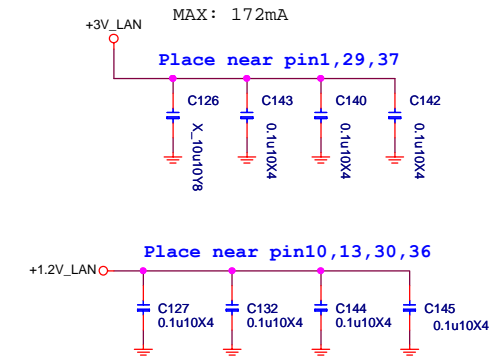 MAX: 172mA
+3V_LAN
Place near pin1,29,37
C126 C143 C140 C142
X_10u10Y8 0.1u10X4 0.1u10X4 0.1u10X4
Place near pin10,13,30,36
+1.2V_LAN
C127 C132 C144 C145
0.1u10X4 0.1u10X4 0.1u10X4 0.1u10X4